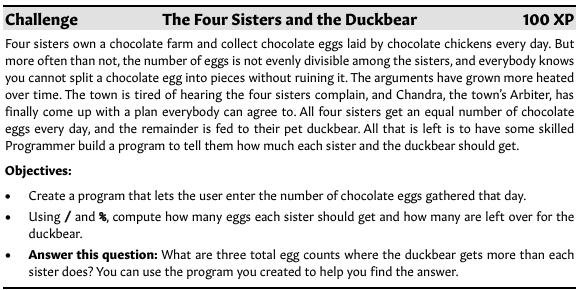 Challenge The Four Sisters and the Duckbear 100 XP
Four sisters own a chocolate farm and collect chocolate eggs laid by chocolate chickens every day. But
more often than not, the number of eggs is not evenly divisible among the sisters, and everybody knows
you cannot split a chocolate egg into pieces without ruining it. The arguments have grown more heated
over time. The town is tired of hearing the four sisters complain, and Chandra, the town's Arbiter, has
finally come up with a plan everybody can agree to. All four sisters get an equal number of chocolate
eggs every day, and the remainder is fed to their pet duckbear. All that is left is to have some skilled
Programmer build a program to tell them how much each sister and the duckbear should get.
Objectives:
• Create a program that lets the user enter the number of chocolate eggs gathered that day.
• Using / and %, compute how many eggs each sister should get and how many are left over for the
duckbear.
• Answer this question: What are three total egg counts where the duckbear gets more than each
sister does? You can use the program you created to help you find the answer.